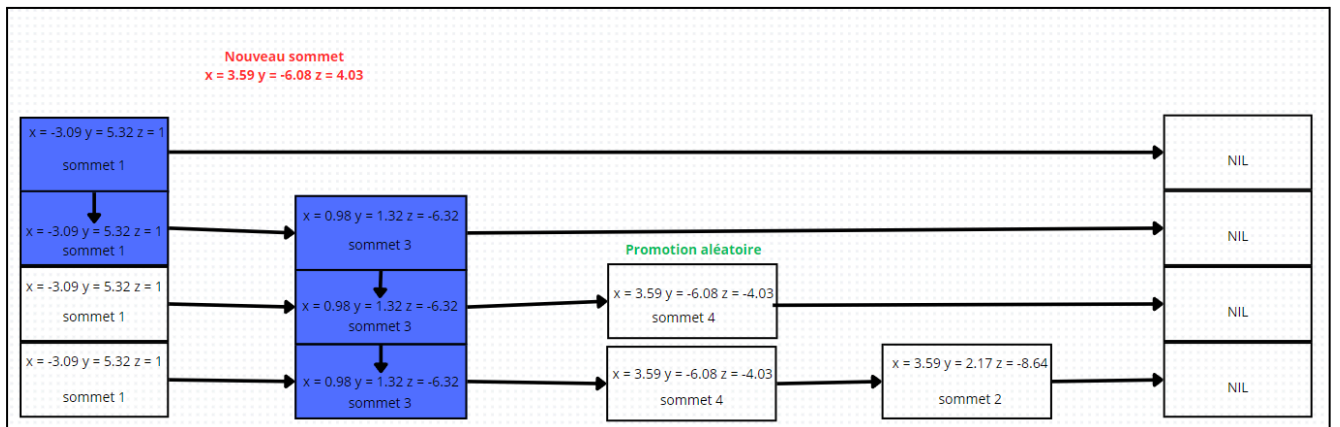 Nouveau sommet
x = 3.59 y = -6.08 z = 4.03
x = -3.09 y = 5.32 z = 1
sommet 1
NIL
x = -3.09 y = 5.32 z = 1
sommet 1
x = 0.98 y = 1.32 z = -6.32
sommet 3
NIL
Promotion aléatoire
x = -3.09 y = 5.32 z = 1
sommet 1
x = 0.98 y = 1.32 z = -6.32
sommet 3
x = 3.59 y = -6.08 z = -4.03
sommet 4
NIL
x = -3.09 y = 5.32 z = 1
sommet 1
x = 0.98 y = 1.32 z = -6.32
sommet 3
x = 3.59 y = -6.08 z = -4.03
sommet 4
x = 3.59 y = 2.17 z = -8.64
sommet 2
NIL